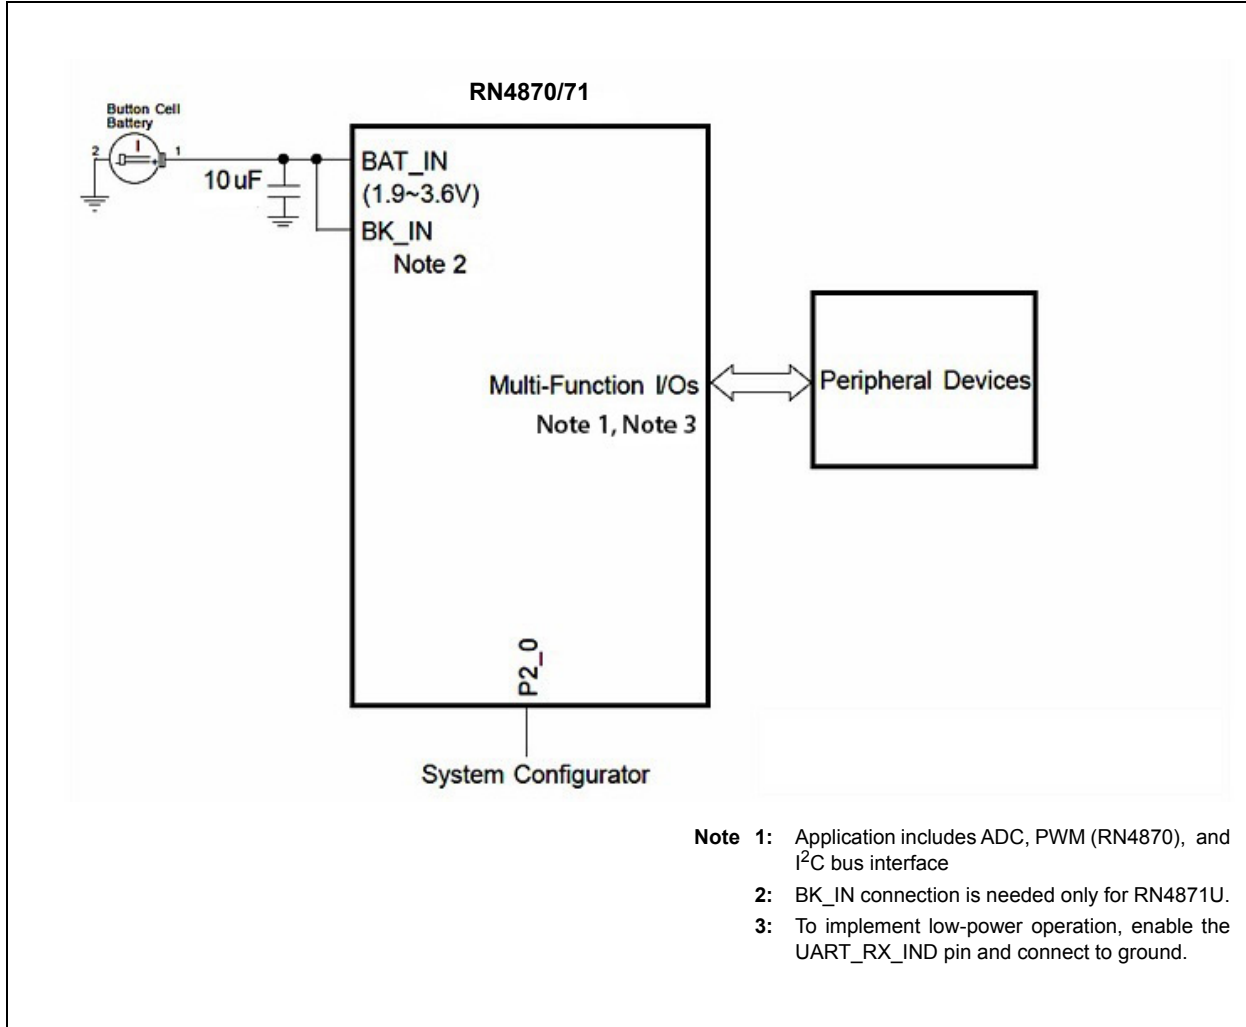 RN4870/71
Button Cell
Battery
2
1
10 uF
BAT_IN
(1.9~3.6V)
BK_IN
Note 2
Multi-Function I/Os
Note 1, Note 3
Peripheral Devices
P2_0
System Configurator
Note 1: Application includes ADC, PWM (RN4870), and
I²C bus interface
2: BK_IN connection is needed only for RN4871U.
3: To implement low-power operation, enable the
UART_RX_IND pin and connect to ground.